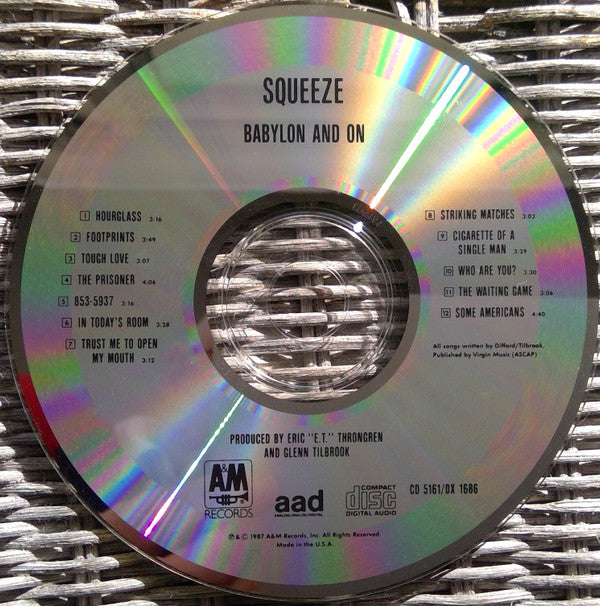 SQUEEZE
BABYLON AND ON
1 HOURGLASS 3:16
2 FOOTPRINTS 3:49
3 TOUGH LOVE 3:07
4 THE PRISONER 4:06
5 853-5937 3:16
6 IN TODAY'S ROOM 3:28
7 TRUST ME TO OPEN
MY MOUTH 3:12
8 STRIKING MATCHES 3:02
9 CIGARETTE OF A
SINGLE MAN 3:29
10 WHO ARE YOU? 3:30
11 THE WAITING GAME 3:06
12 SOME AMERICANS 4:40
All songs written by Difford/Tilbrook,
Published by Virgin Music (ASCAP)
PRODUCED BY ERIC "E.T." THRONGREN
AND GLENN TILBROOK
A&M
RECORDS
aad
ANALOG/ANALOG/DIGITAL
COMPACT
disc
DIGITAL AUDIO
CD 5161/DX 1686
℗ & © 1987 A&M Records, Inc. All Rights Reserved.
Made in the U.S.A.